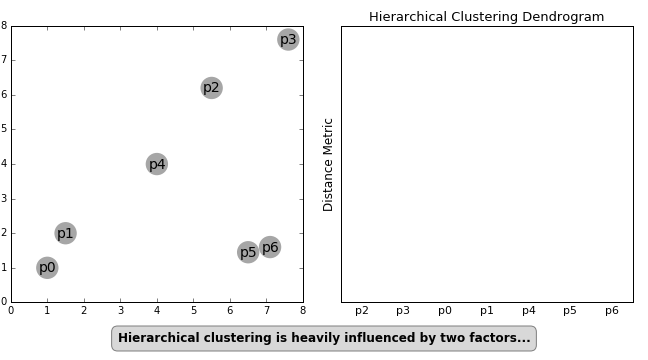 Hierarchical Clustering Dendrogram
8
7
6
5
4
3
2
1
0
p3
p2
p4
p1
p5 p6
p0
0 1 2 3 4 5 6 7 8
Distance Metric
p2 p3 p0 p1 p4 p5 p6
Hierarchical clustering is heavily influenced by two factors...